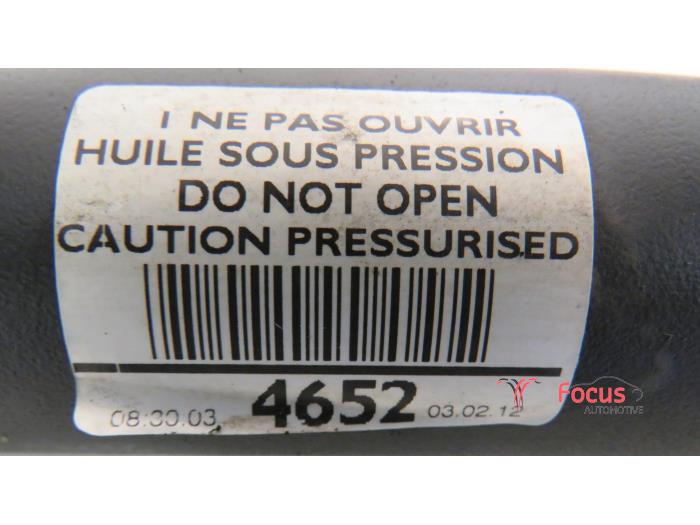 ! NE PAS OUVRIR
HUILE SOUS PRESSION
DO NOT OPEN
CAUTION PRESSURISED
08:30.03 4652 03.02.12
Focus
AUTOMOTIVE